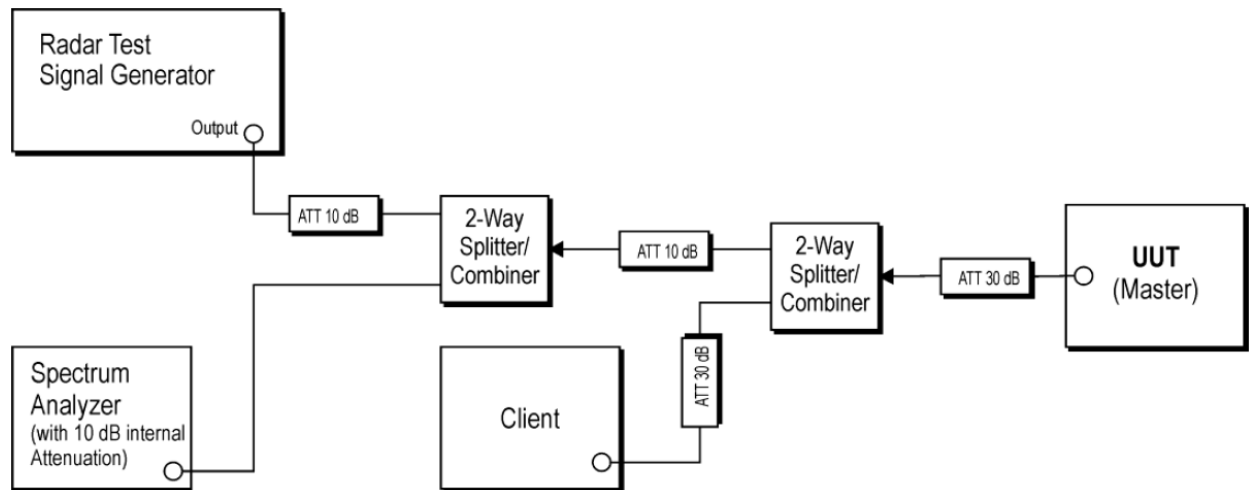 Radar Test
Signal Generator
Output
ATT 10 dB
2-Way
Splitter/
Combiner
ATT 10 dB
2-Way
Splitter/
Combiner
ATT 30 dB
UUT
(Master)
Spectrum
Analyzer
(with 10 dB internal
Attenuation)
Client
ATT 30 dB